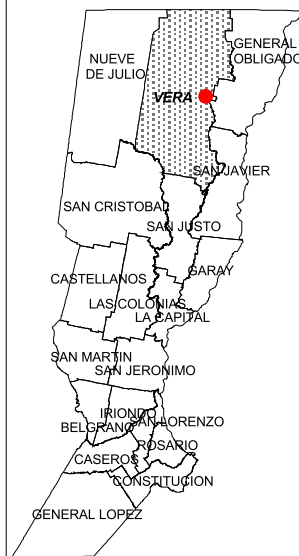 NUEVE
DE JULIO
GENERAL
OBLIGADO
VERA
SAN JAVIER
SAN CRISTOBAL
SAN JUSTO
GARAY
CASTELLANOS
LAS COLONIAS
LA CAPITAL
SAN MARTIN
SAN JERONIMO
IRIONDO
BELGRANO
SAN LORENZO
ROSARIO
CASEROS
CONSTITUCION
GENERAL LOPEZ